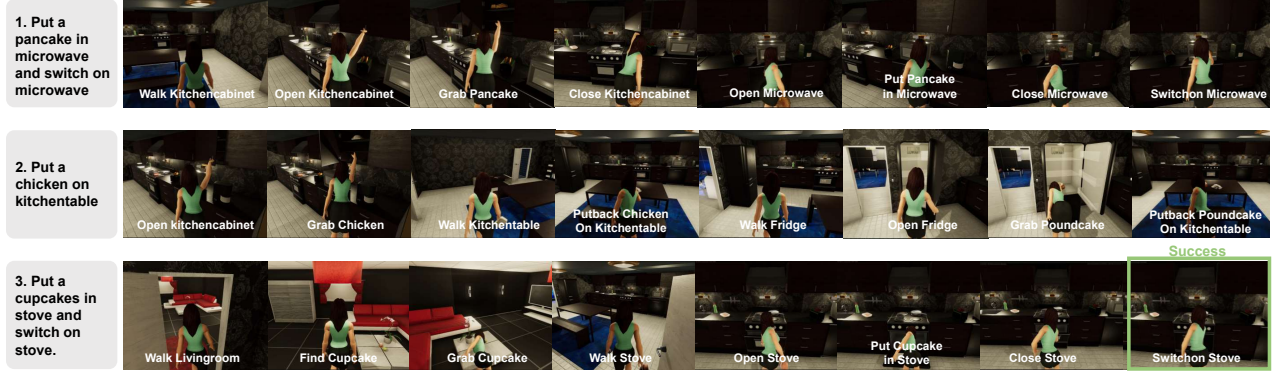 1. Put a
pancake in
microwave
and switch on
microwave
Walk Kitchencabinet
Open Kitchencabinet
Grab Pancake
Close Kitchencabinet
Open Microwave
Put Pancake
in Microwave
Close Microwave
Switchon Microwave
2. Put a
chicken on
kitchentable
Open kitchencabinet
Grab Chicken
Walk Kitchentable
Putback Chicken
On Kitchentable
Walk Fridge
Open Fridge
Grab Poundcake
Putback Poundcake
On Kitchentable
Success
3. Put a
cupcakes in
stove and
switch on
stove.
Walk Livingroom
Find Cupcake
Grab Cupcake
Walk Stove
Open Stove
Put Cupcake
in Stove
Close Stove
Switchon Stove